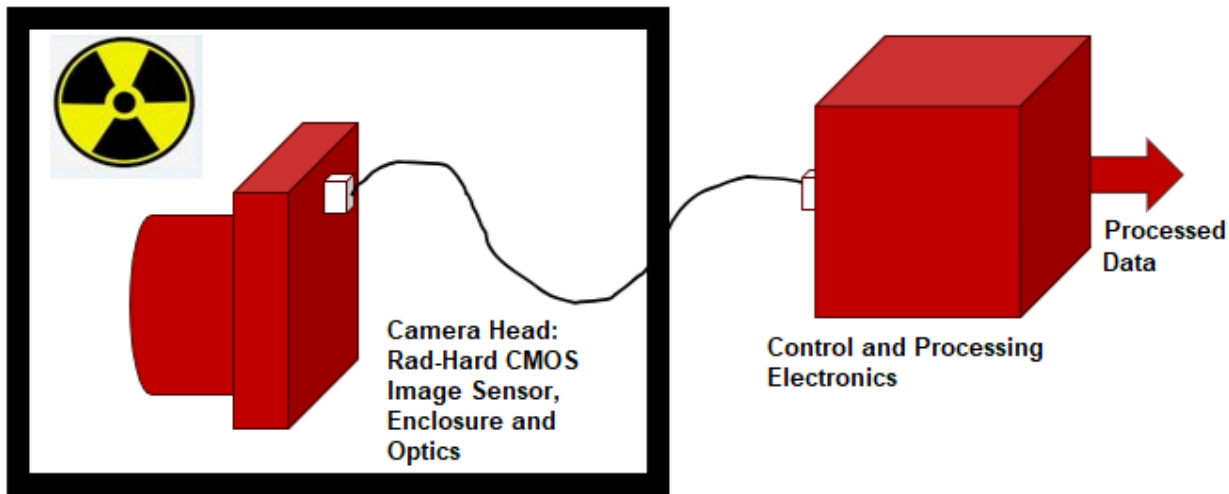 Camera Head:
Rad-Hard CMOS
Image Sensor,
Enclosure and
Optics
Control and Processing
Electronics
Processed
Data